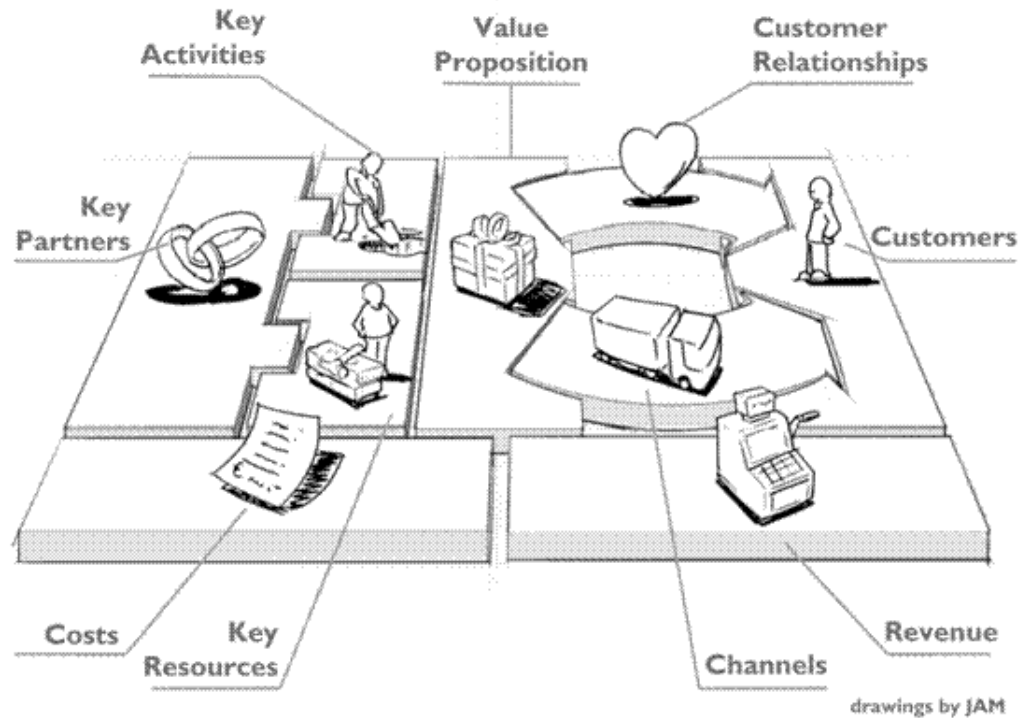 Key
Activities
Value
Proposition
Customer
Relationships
Key
Partners
Customers
Costs
Key
Resources
Channels
Revenue
drawings by JAM